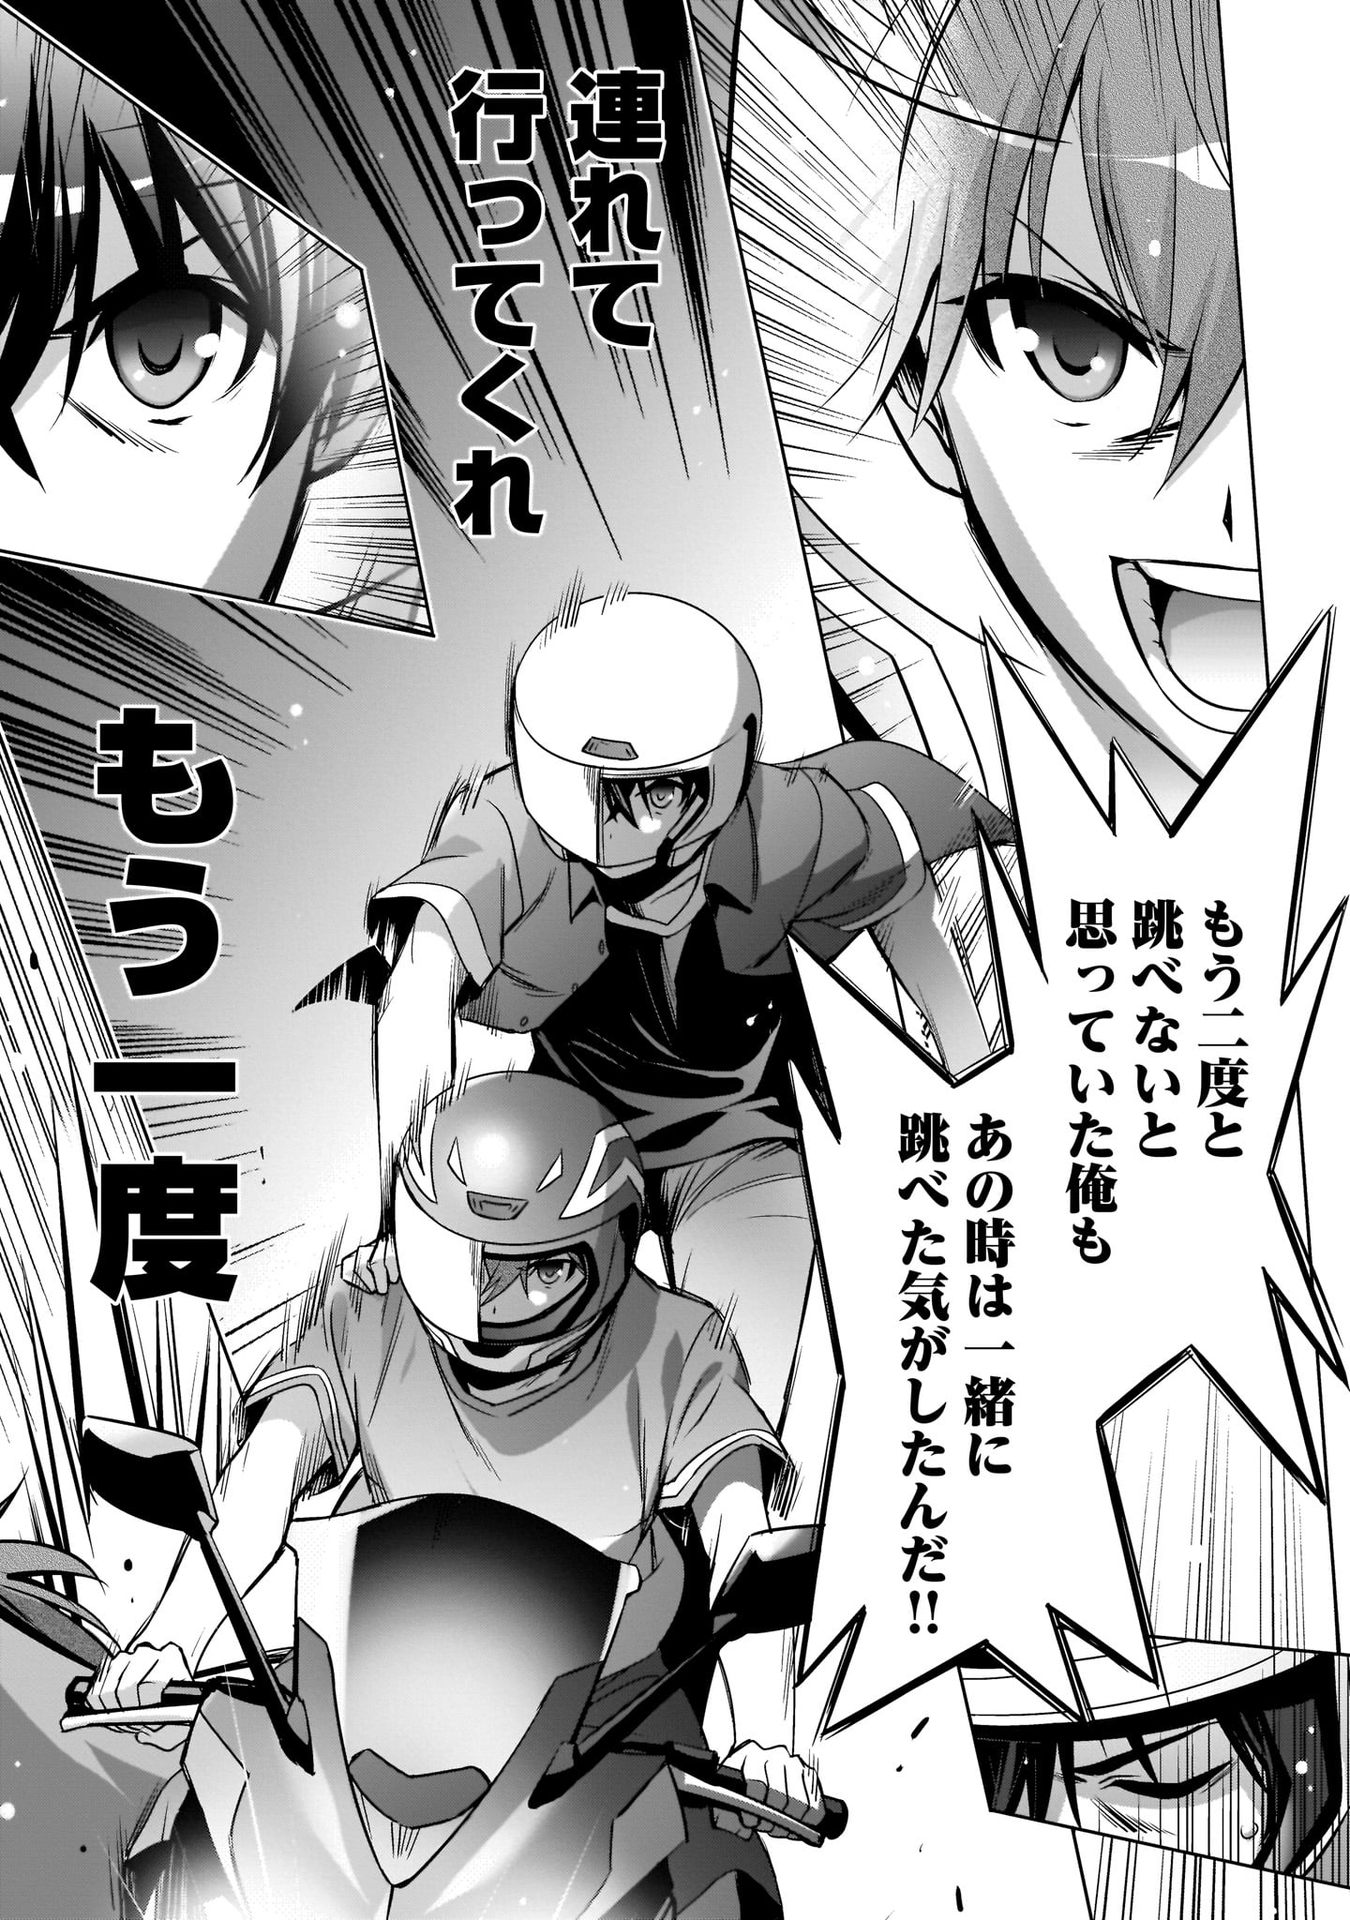 もう二度と
跳べないと
思っていた俺も
あの時は一緒に
跳べた気がしたんだ!!
連れて
行ってくれ
もう一度